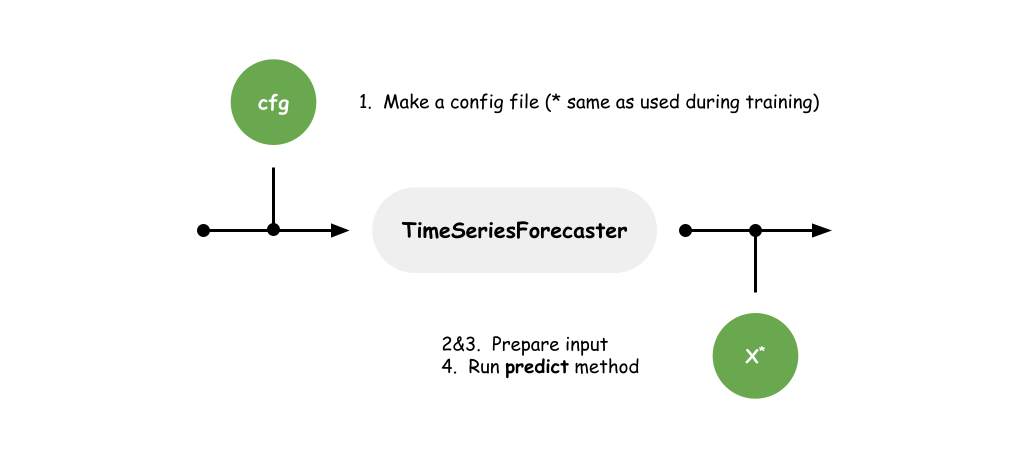 cfg
1. Make a config file (* same as used during training)
TimeSeriesForecaster
2&3. Prepare input
4. Run predict method
X*